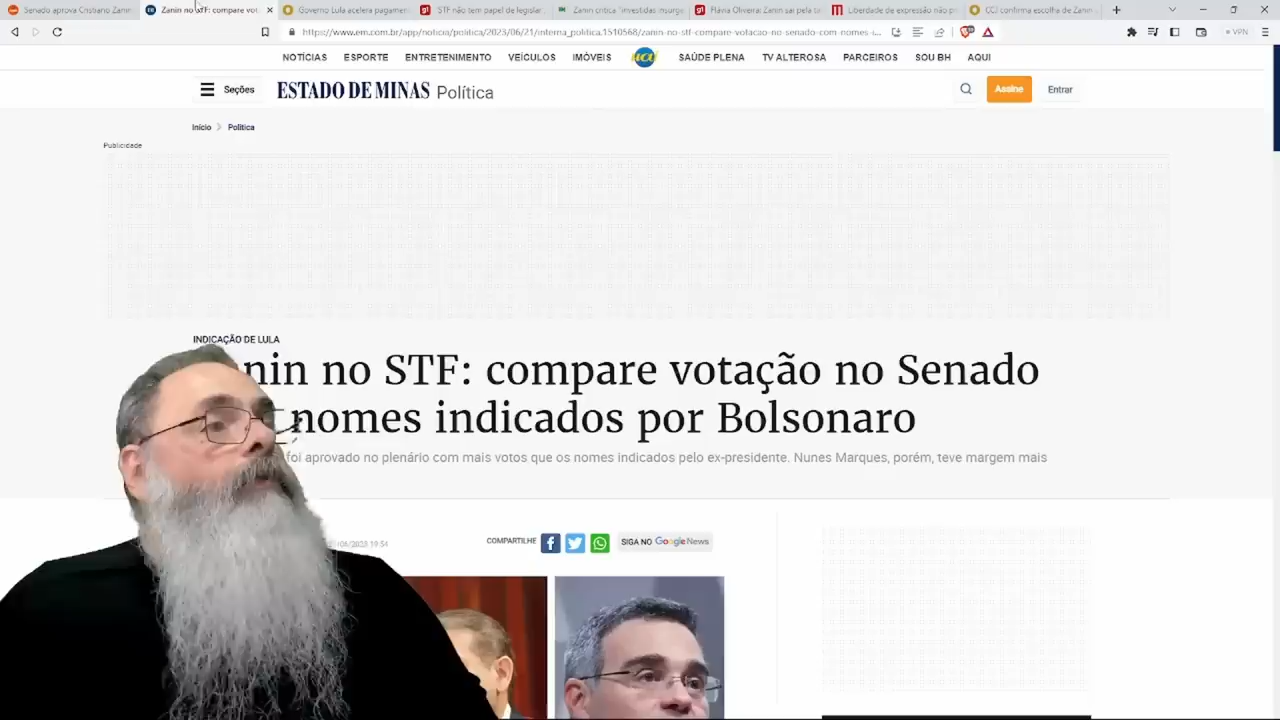 Senado aprova Cristiano Zanin
Zanin no STF: compare vot
Governo Lula acelera pagamen
'STF não tem papel de legislar
Zanin critica "investidas insurge
Flávia Oliveira: Zanin sai pela ta
Liberdade de expressão não p
CCJ confirma escolha de Zanin
https://www.em.com.br/app/noticia/politica/2023/06/21/interna_politica,1510568/zanin-no-stf-compare-votacao-no-senado-com-nomes-i...
VPN
NOTÍCIAS ESPORTE ENTRETENIMENTO VEÍCULOS IMÓVEIS uai SAÚDE PLENA TV ALTEROSA PARCEIROS SOU BH AQUI
Seções ESTADO DE MINAS Política Assine Entrar
Início > Política
Publicidade
INDICAÇÃO DE LULA
nin no STF: compare votação no Senado
nomes indicados por Bolsonaro
foi aprovado no plenário com mais votos que os nomes indicados pelo ex-presidente. Nunes Marques, porém, teve margem mais
/06/2023 19:54 COMPARTILHE SIGA NO Google News